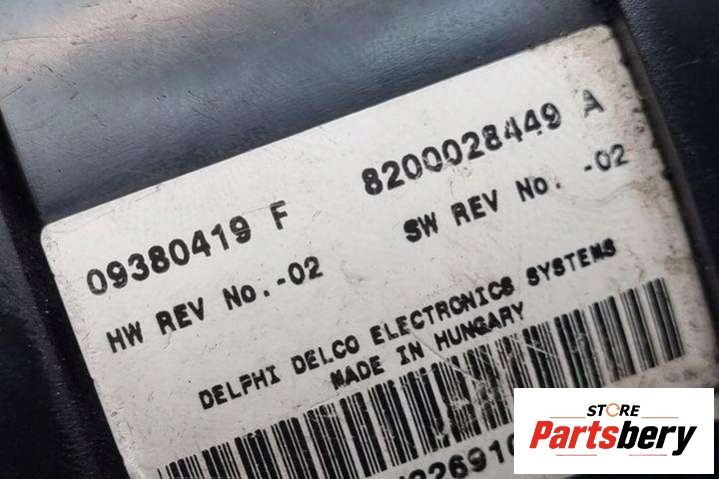 09380419 F 8200028449 A
HW REV No.-02 SW REV No. -02
DELPHI DELCO ELECTRONICS SYSTEMS
MADE IN HUNGARY
STORE
Partsbery